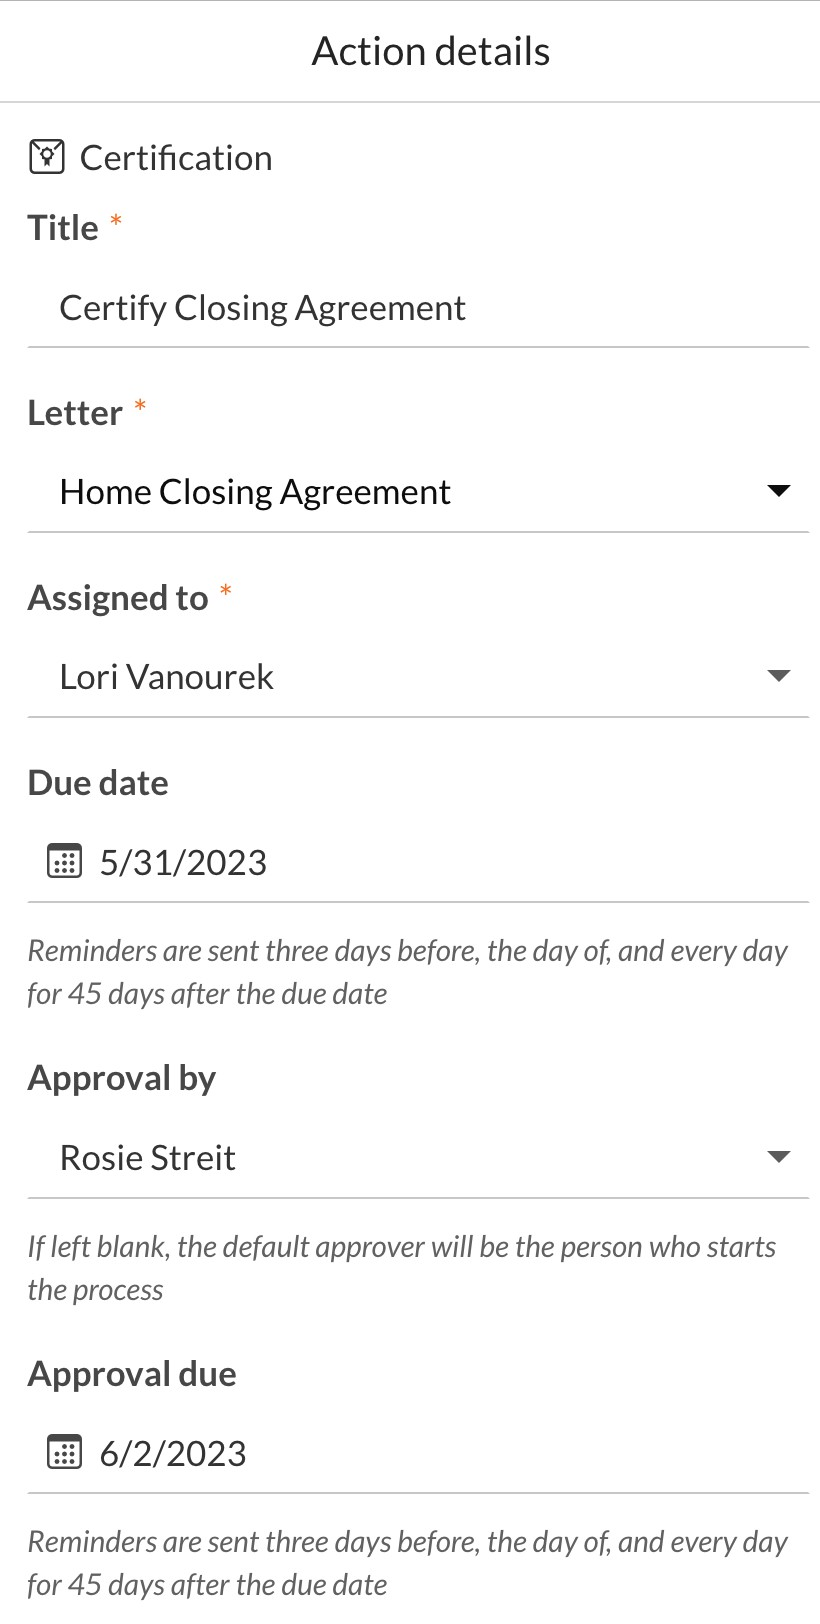 Action details
Certification
Title *
Certify Closing Agreement
Letter *
Home Closing Agreement
Assigned to *
Lori Vanourek
Due date
5/31/2023
Reminders are sent three days before, the day of, and every day
for 45 days after the due date
Approval by
Rosie Streit
If left blank, the default approver will be the person who starts
the process
Approval due
6/2/2023
Reminders are sent three days before, the day of, and every day
for 45 days after the due date